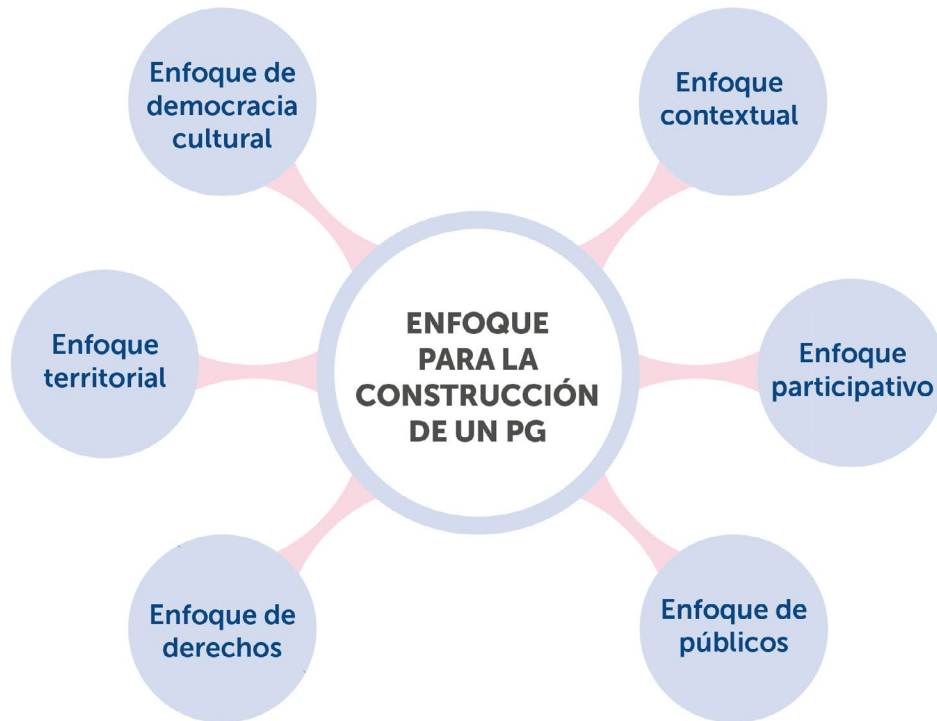 Enfoque de
democracia
cultural
Enfoque
contextual
Enfoque
territorial
ENFOQUE
PARA LA
CONSTRUCCIÓN
DE UN PG
Enfoque
participativo
Enfoque de
derechos
Enfoque de
públicos